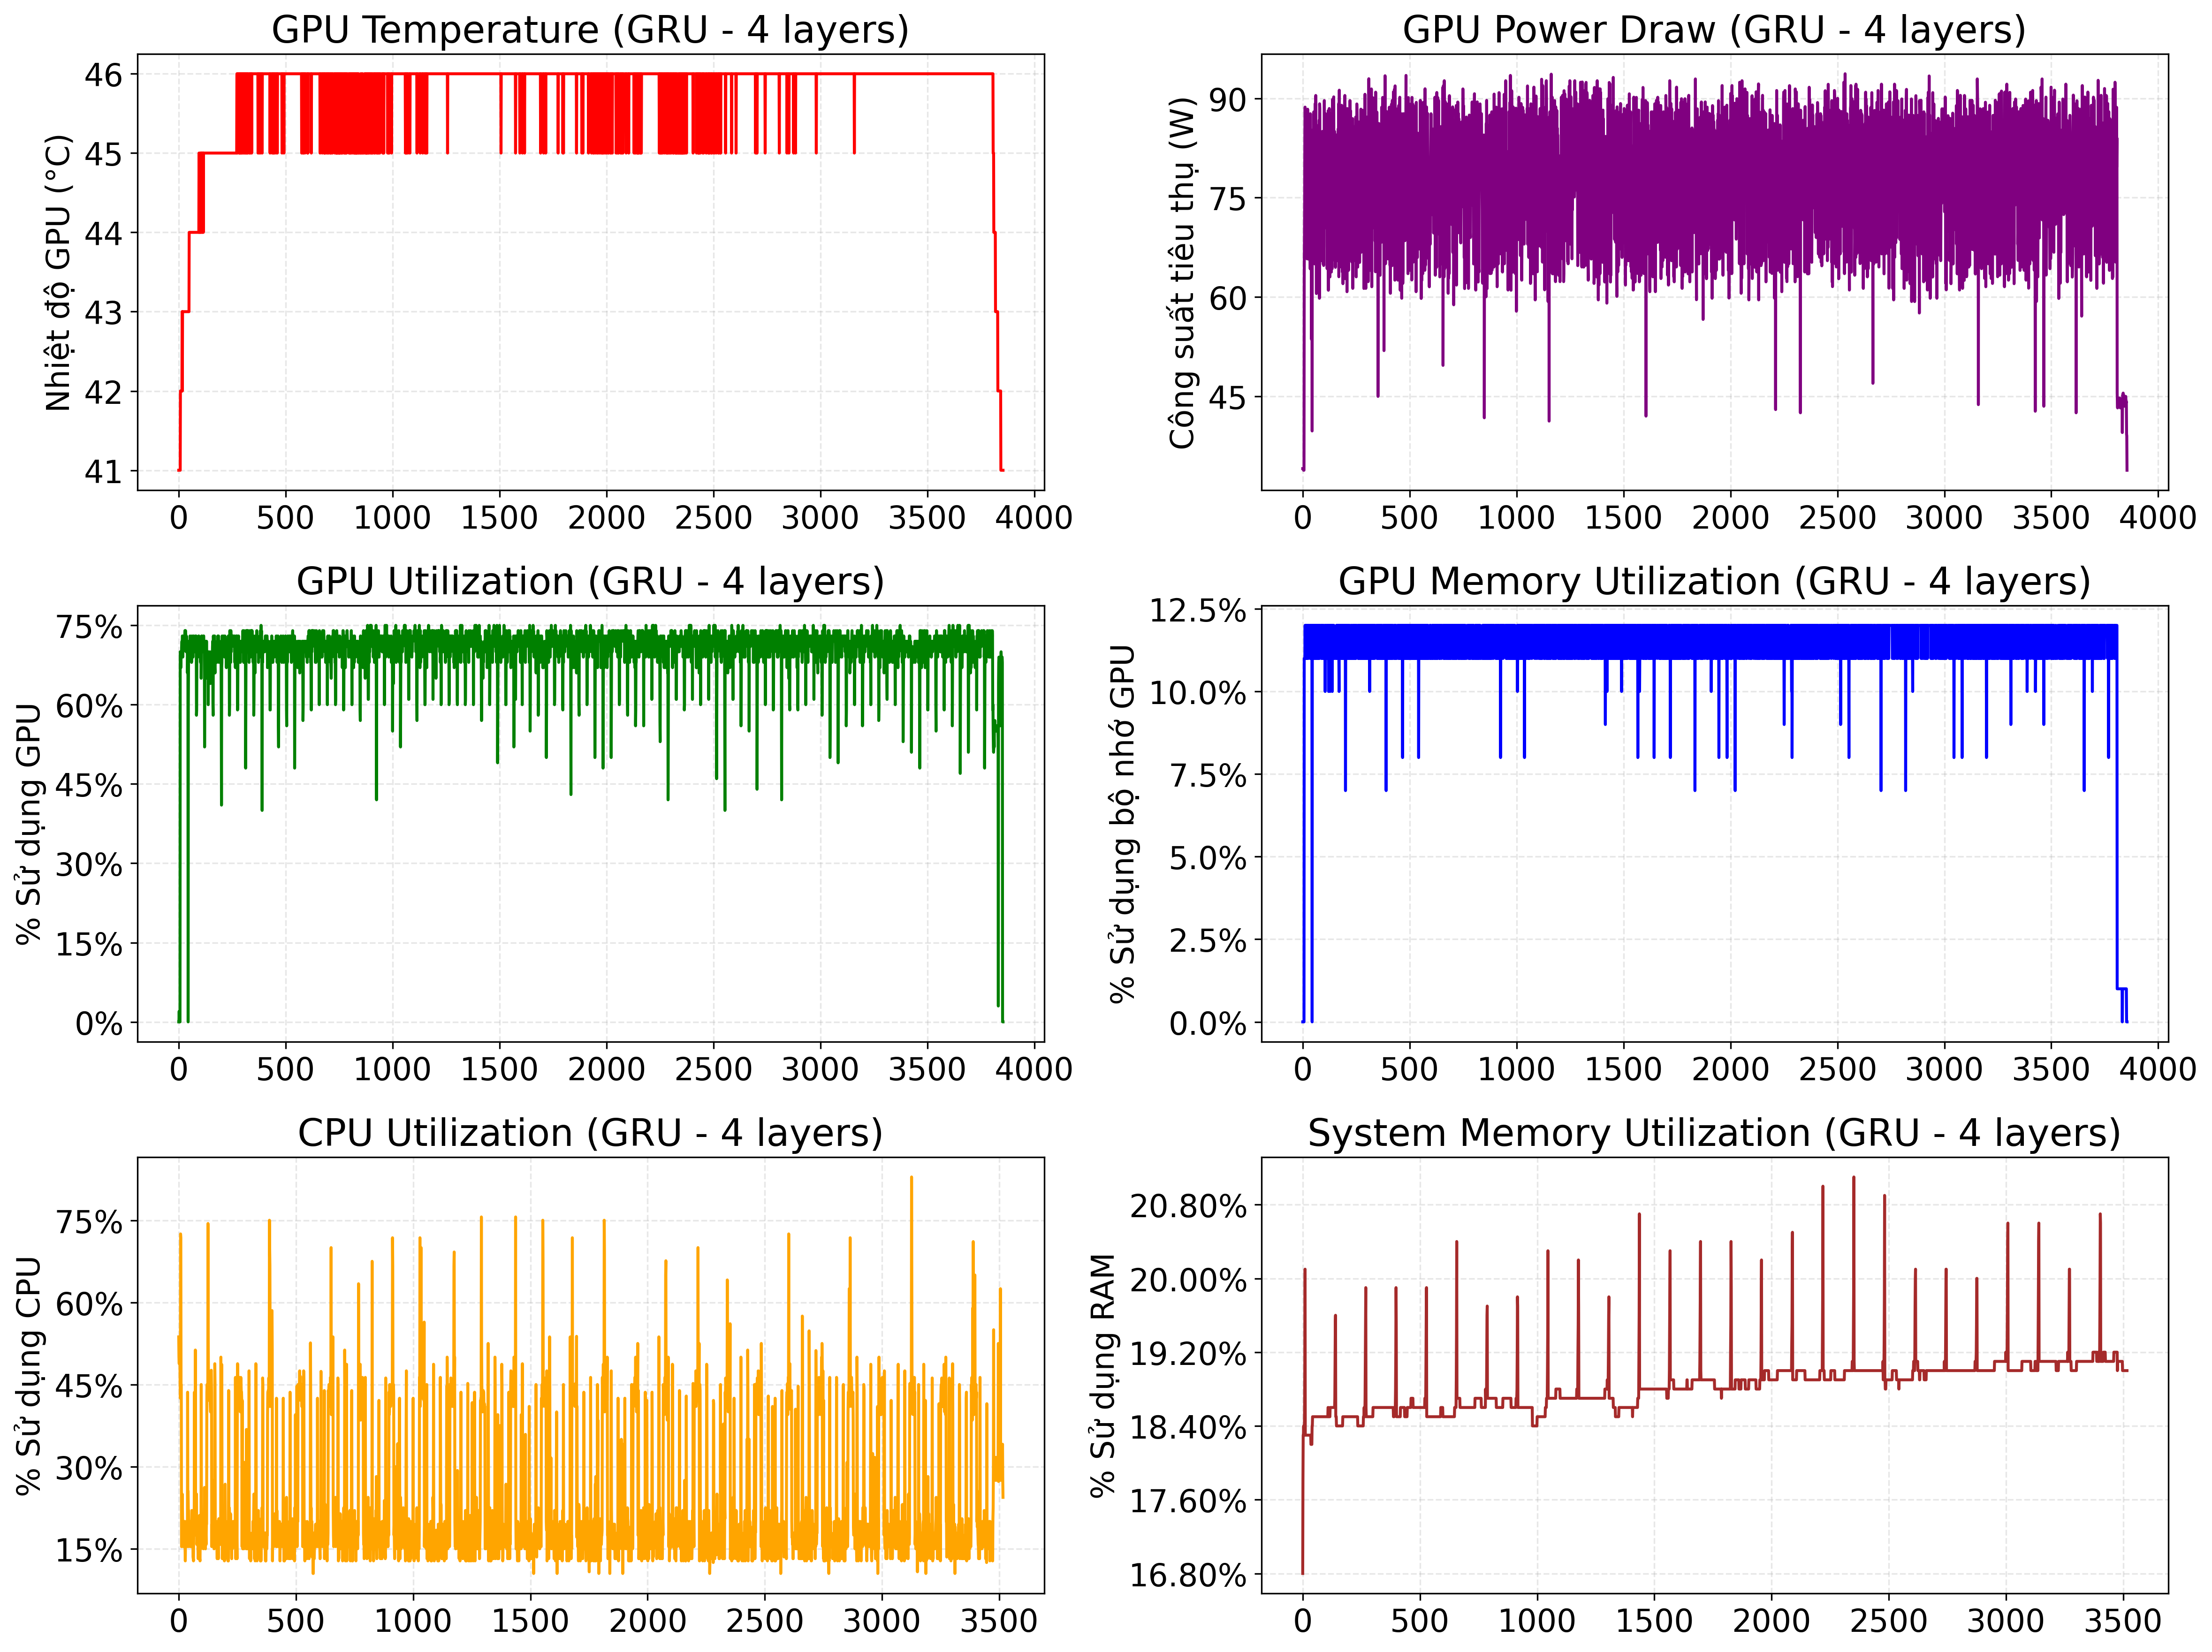 GPU Temperature (GRU - 4 layers)
Nhiệt độ GPU (°C)
46
45
44
43
42
41
0 500 1000 1500 2000 2500 3000 3500 4000
GPU Power Draw (GRU - 4 layers)
Công suất tiêu thụ (W)
90
75
60
45
0 500 1000 1500 2000 2500 3000 3500 4000
GPU Utilization (GRU - 4 layers)
% Sử dụng GPU
75%
60%
45%
30%
15%
0%
0 500 1000 1500 2000 2500 3000 3500 4000
GPU Memory Utilization (GRU - 4 layers)
% Sử dụng bộ nhớ GPU
12.5%
10.0%
7.5%
5.0%
2.5%
0.0%
0 500 1000 1500 2000 2500 3000 3500 4000
CPU Utilization (GRU - 4 layers)
% Sử dụng CPU
75%
60%
45%
30%
15%
0 500 1000 1500 2000 2500 3000 3500
System Memory Utilization (GRU - 4 layers)
% Sử dụng RAM
20.80%
20.00%
19.20%
18.40%
17.60%
16.80%
0 500 1000 1500 2000 2500 3000 3500